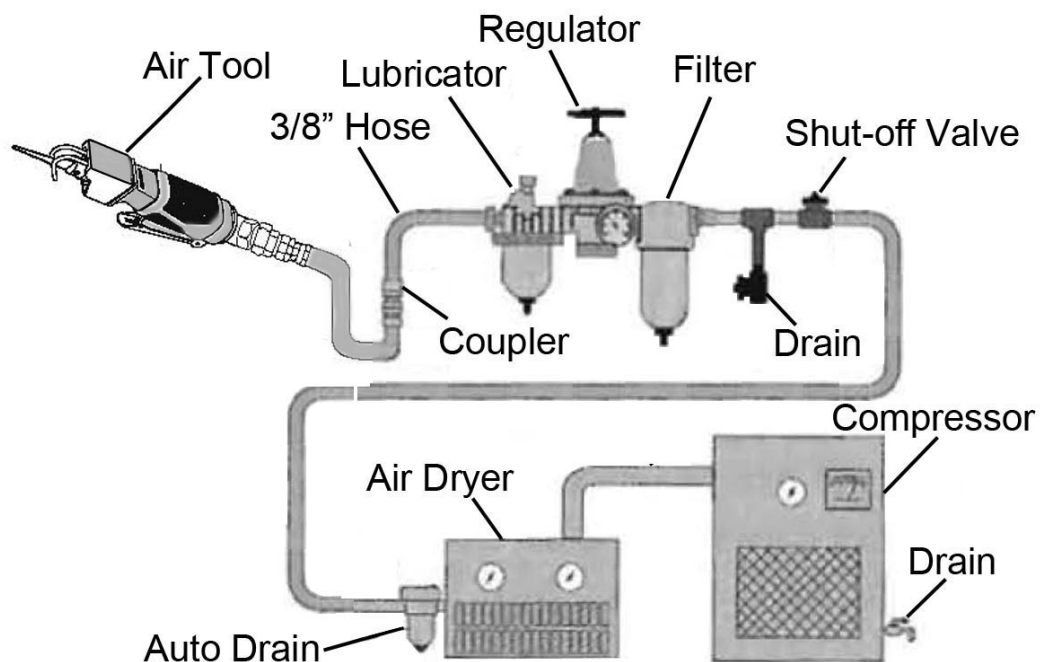 Regulator
Air Tool
Lubricator
Filter
3/8” Hose
Shut-off Valve
Coupler
Drain
Compressor
Air Dryer
Drain
Auto Drain